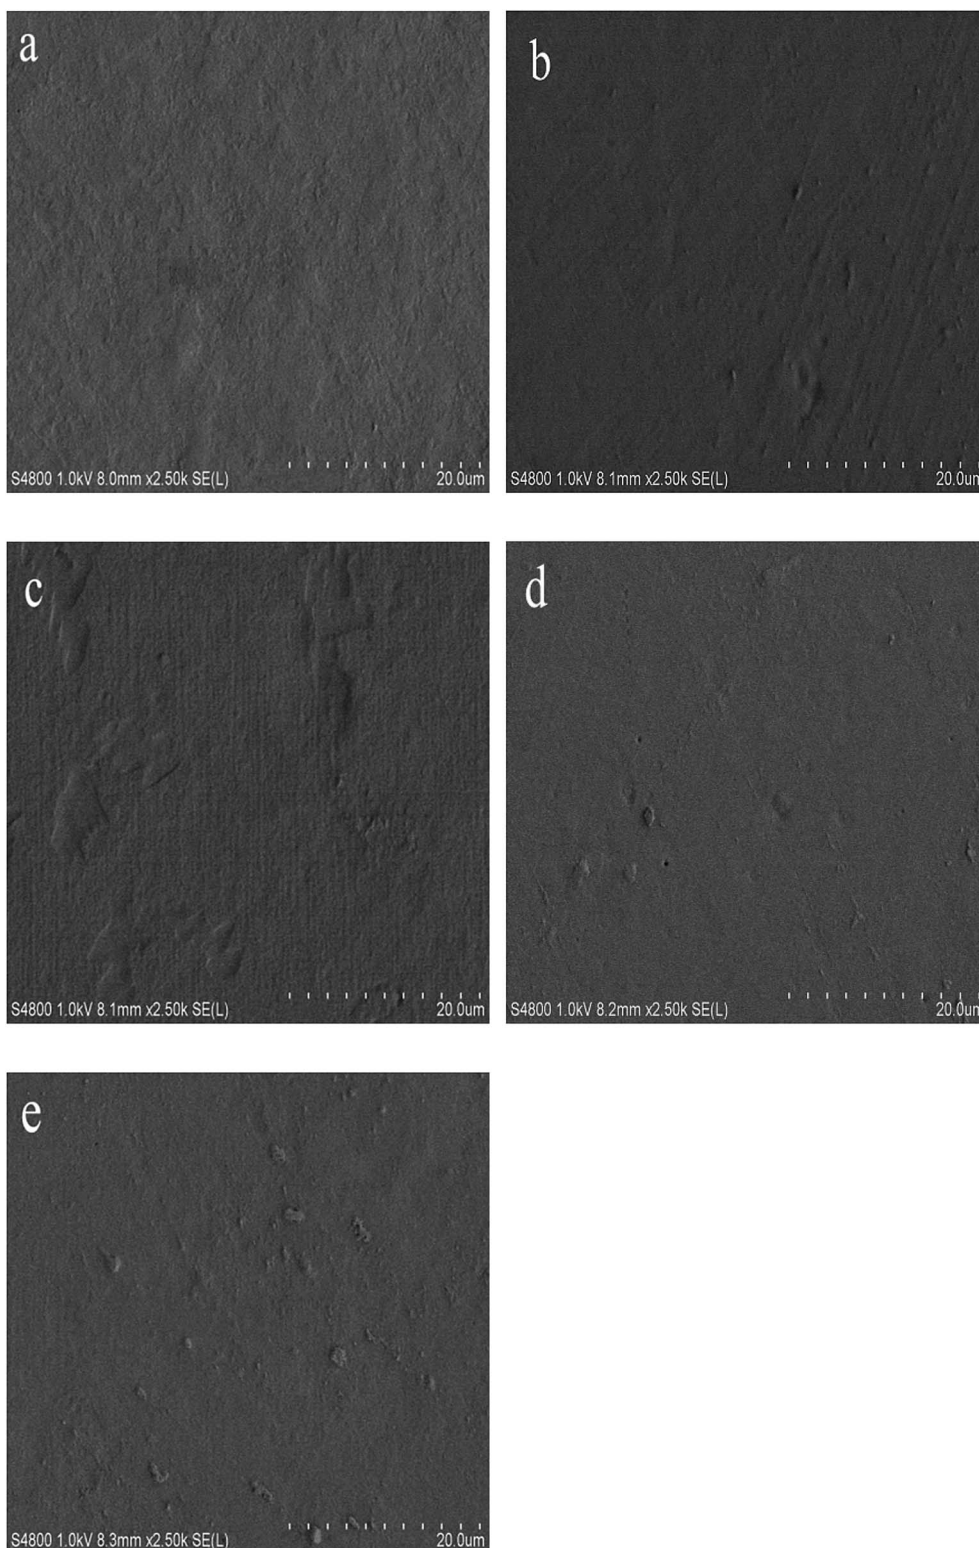 a
S4800 1.0kV 8.0mm x2.50k SE(L) 20.0um
b
S4800 1.0kV 8.1mm x2.50k SE(L) 20.0um
c
S4800 1.0kV 8.1mm x2.50k SE(L) 20.0um
d
S4800 1.0kV 8.2mm x2.50k SE(L) 20.0um
e
S4800 1.0kV 8.3mm x2.50k SE(L) 20.0um